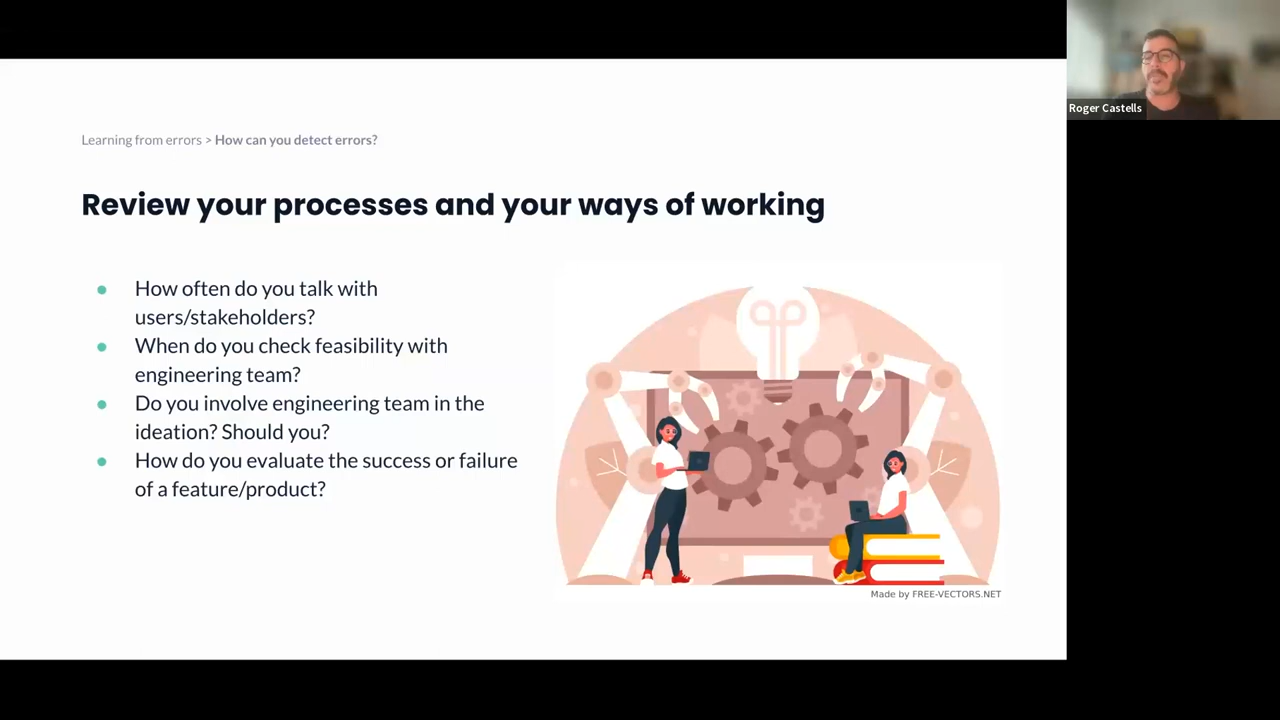 Roger Castells
Learning from errors > How can you detect errors?
Review your processes and your ways of working
How often do you talk with
users/stakeholders?
When do you check feasibility with
engineering team?
Do you involve engineering team in the
ideation? Should you?
How do you evaluate the success or failure
of a feature/product?
Made by FREE-VECTORS.NET